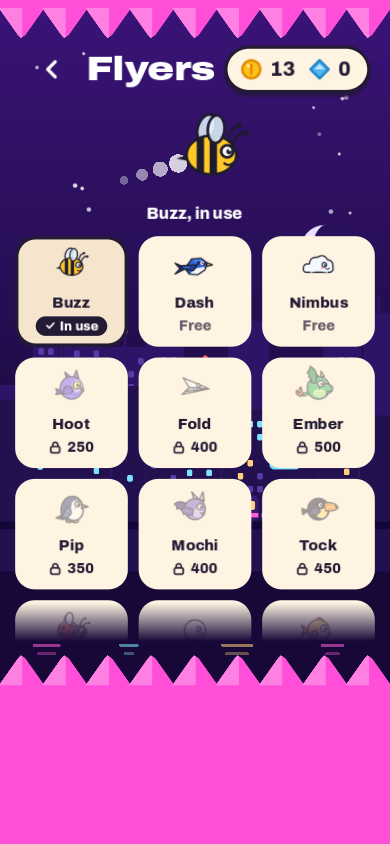 Flyers 13 0
Buzz, in use
Buzz Dash Nimbus
In use Free Free
Hoot Fold Ember
250 400 500
Pip Mochi Tock
350 400 450